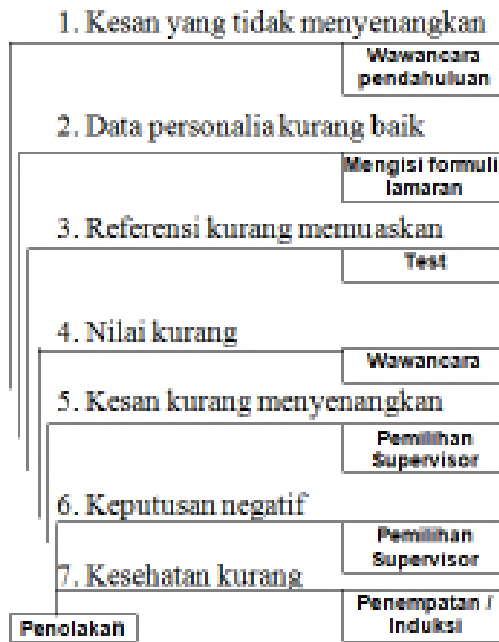 1. Kesan yang tidak menyenangkan
Wawancara
pendahuluan
2. Data personalia kurang baik
Mengisi formuli
lamaran
3. Referensi kurang memuaskan
Test
4. Nilai kurang
Wawancara
5. Kesan kurang menyenangkan
Pemilihan
Supervisor
6. Keputusan negatif
Pemilihan
Supervisor
7. Kesehatan kurang
Penempatan /
Induksi
Penolakan